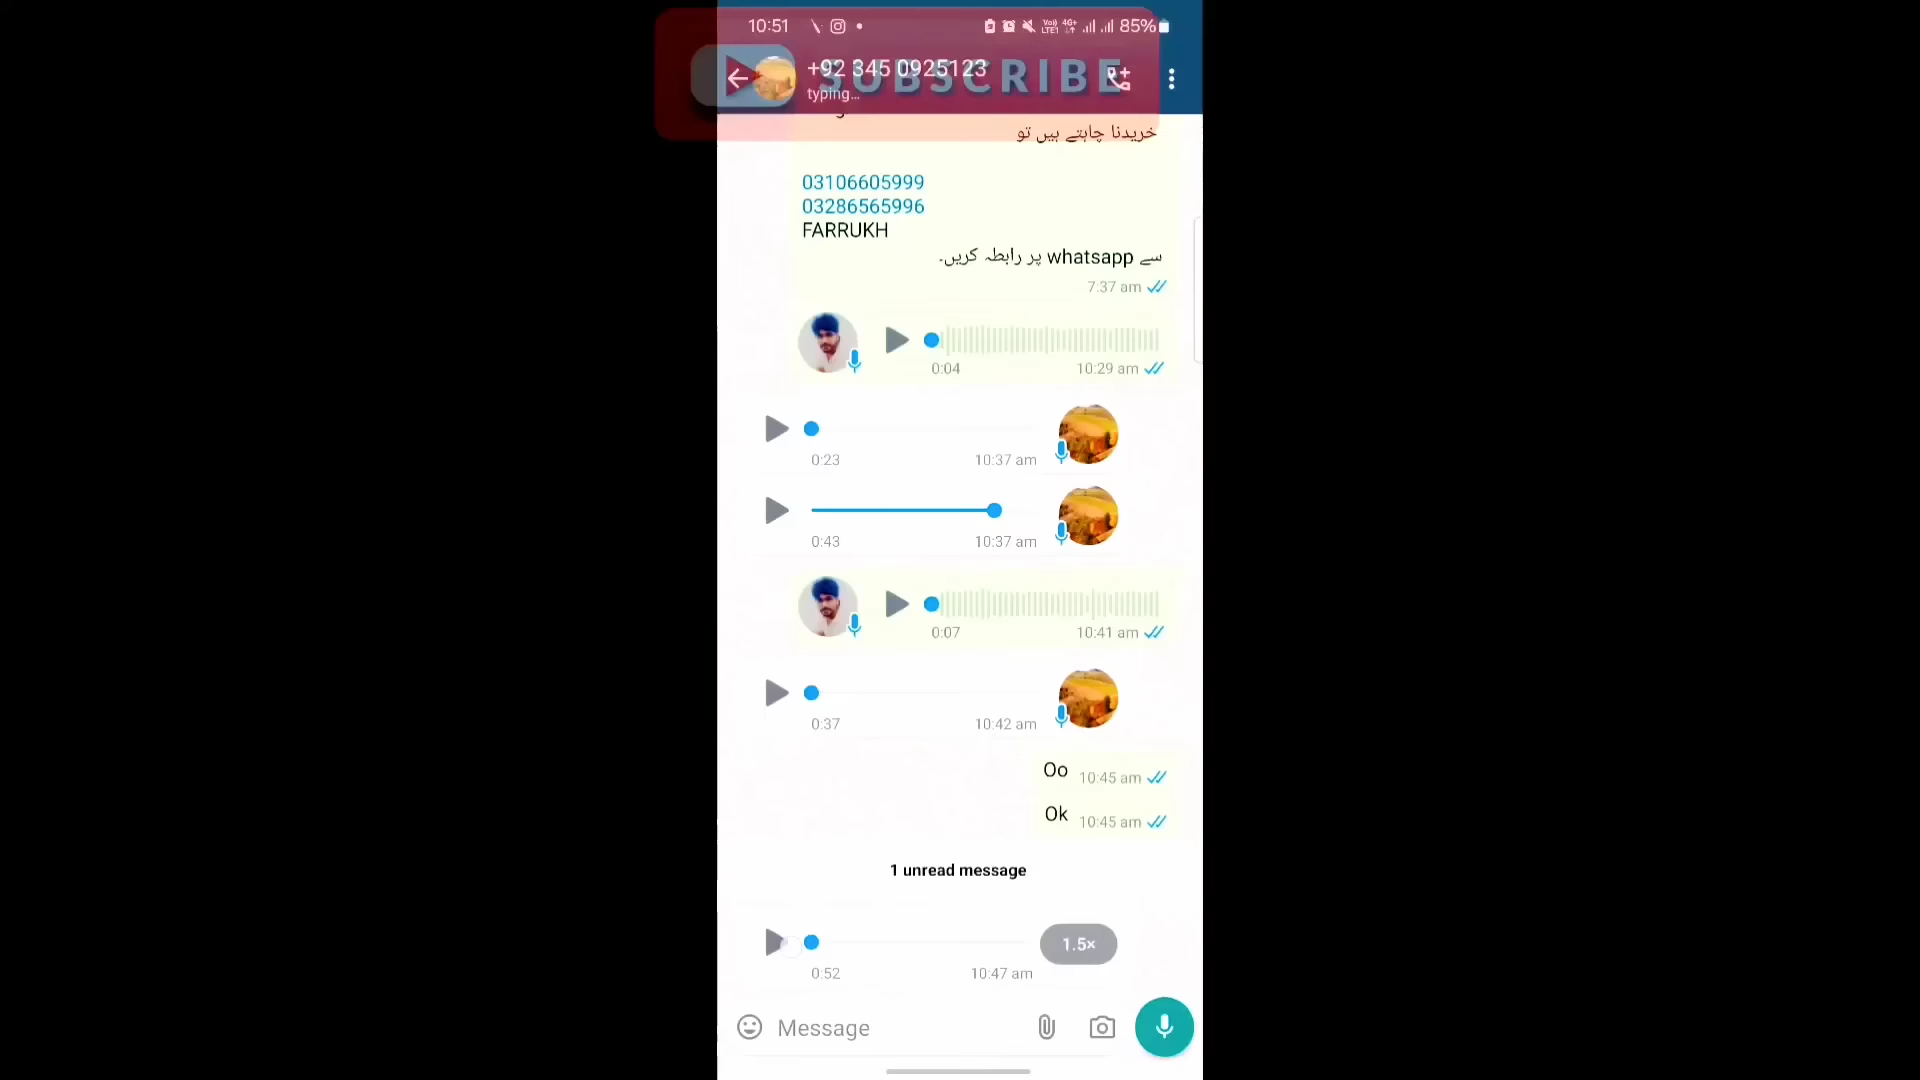 10:51
VoLTE1 4G+ 85%
SUBSCRIBE
+92 345 0925123
typing...
خریدنا چاہتے ہیں تو
03106605999
03286565996
FARRUKH
سے whatsapp پر رابطہ کریں۔
7:37 am
0:04 10:29 am
0:23 10:37 am
0:43 10:37 am
0:07 10:41 am
0:37 10:42 am
Oo 10:45 am
Ok 10:45 am
1 unread message
1.5×
0:52 10:47 am
Message